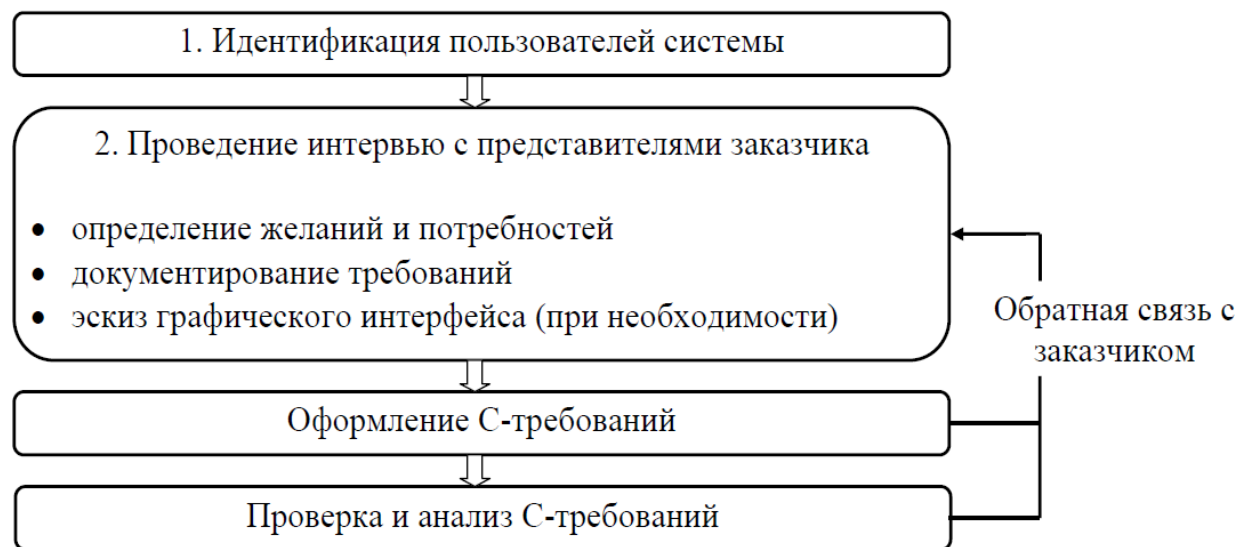 1. Идентификация пользователей системы
2. Проведение интервью с представителями заказчика
• определение желаний и потребностей
• документирование требований
• эскиз графического интерфейса (при необходимости)
Обратная связь с
заказчиком
Оформление С-требований
Проверка и анализ С-требований